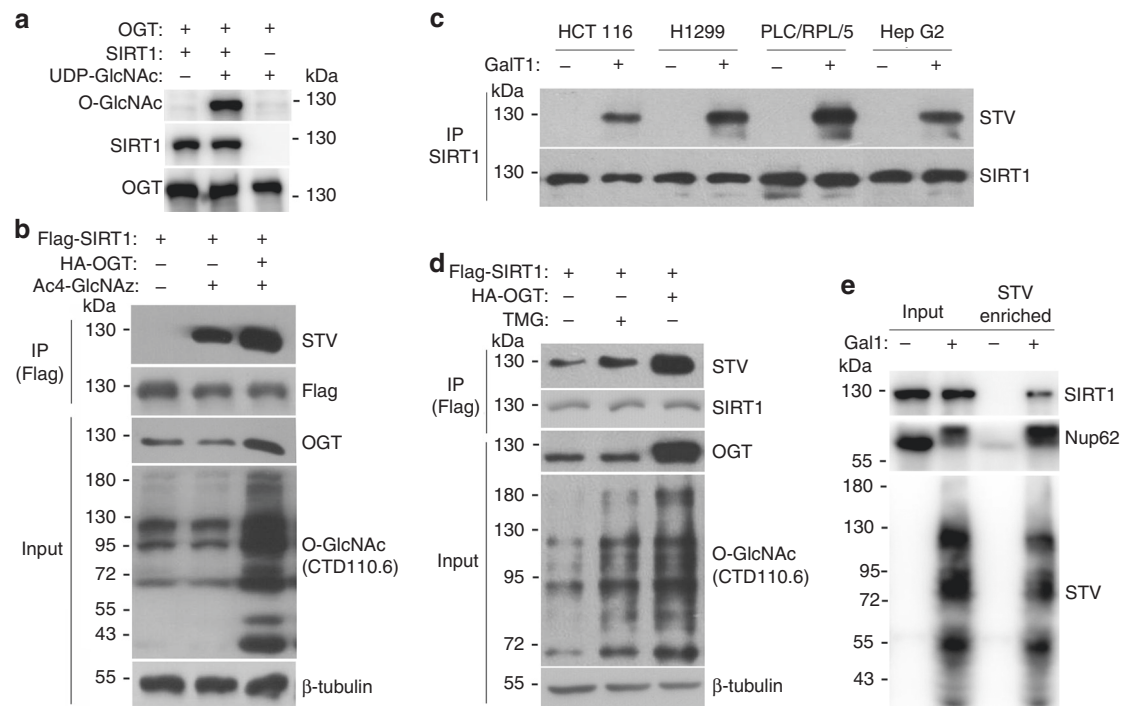 a
OGT: + + +
SIRT1: + + –
UDP-GlcNAc: – + + kDa
O-GlcNAc - 130
SIRT1 - 130
OGT - 130
b
Flag-SIRT1: + + +
HA-OGT: – – +
Ac4-GlcNAz: – + +
kDa
IP (Flag)
130 - STV
130 - Flag
Input
130 - OGT
180 -
130 -
95 - O-GlcNAc
72 - (CTD110.6)
55 -
43 -
55 - β-tubulin
c
HCT 116 H1299 PLC/RPL/5 Hep G2
GalT1: – + – + – + – +
kDa
IP
SIRT1
130 - STV
130 - SIRT1
d
Flag-SIRT1: + + +
HA-OGT: – – +
TMG: – + –
kDa
IP
(Flag)
130 - STV
130 - SIRT1
Input
130 - OGT
180 -
130 -
O-GlcNAc
95 - (CTD110.6)
72 -
55 - β-tubulin
e
Input STV
enriched
Gal1: – + – +
kDa
130 - SIRT1
Nup62
55 -
180 -
130 -
95-
72 - STV
55 -
43 -